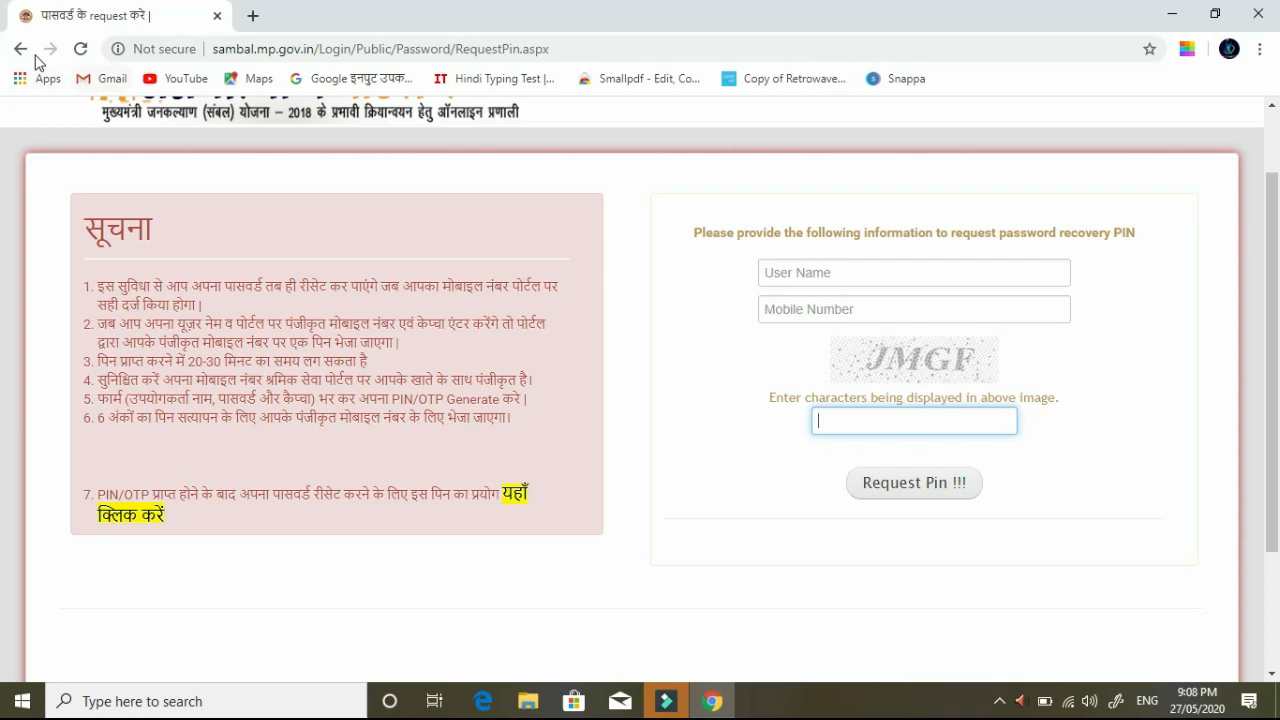 पासवर्ड के request करे |
Not secure | sambal.mp.gov.in/Login/Public/Password/RequestPin.aspx
Apps Gmail YouTube Maps Google इनपुट उपक... Hindi Typing Test |... Smallpdf - Edit, Co... Copy of Retrowave... Snappa
मुख्यमंत्री जनकल्याण (संबल) योजना – 2018 के प्रभावी क्रियान्वयन हेतु ऑनलाइन प्रणाली
सूचना
1. इस सुविधा से आप अपना पासवर्ड तब ही रीसेट कर पाएंगे जब आपका मोबाइल नंबर पोर्टल पर
सही दर्ज किया होगा |
2. जब आप अपना यूज़र नेम व पोर्टल पर पंजीकृत मोबाइल नंबर एवं केप्चा एंटर करेंगे तो पोर्टल
द्वारा आपके पंजीकृत मोबाइल नंबर पर एक पिन भेजा जाएगा |
3. पिन प्राप्त करने में 20-30 मिनट का समय लग सकता है
4. सुनिश्चित करें अपना मोबाइल नंबर श्रमिक सेवा पोर्टल पर आपके खाते के साथ पंजीकृत है।
5. फार्म (उपयोगकर्ता नाम, पासवर्ड और कैप्चा) भर कर अपना PIN/OTP Generate करे |
6. 6 अंकों का पिन सत्यापन के लिए आपके पंजीकृत मोबाइल नंबर के लिए भेजा जाएगा।
7. PIN/OTP प्राप्त होने के बाद अपना पासवर्ड रीसेट करने के लिए इस पिन का प्रयोग यहाँ
क्लिक करें
Please provide the following information to request password recovery PIN
User Name
Mobile Number
JMGF
Enter characters being displayed in above image.
Request Pin !!!
Type here to search
ENG
9:08 PM
27/05/2020